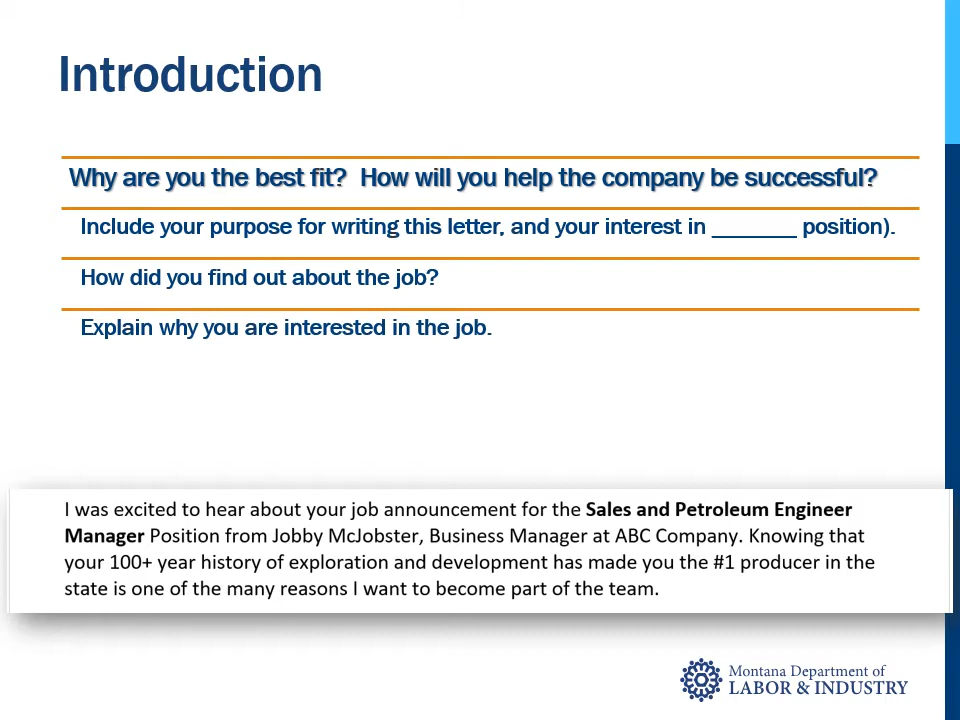 Introduction
Why are you the best fit?  How will you help the company be successful?
Include your purpose for writing this letter, and your interest in ________ position).
How did you find out about the job?
Explain why you are interested in the job.
I was excited to hear about your job announcement for the Sales and Petroleum Engineer
Manager Position from Jobby McJobster, Business Manager at ABC Company. Knowing that
your 100+ year history of exploration and development has made you the #1 producer in the
state is one of the many reasons I want to become part of the team.
Montana Department of
LABOR & INDUSTRY